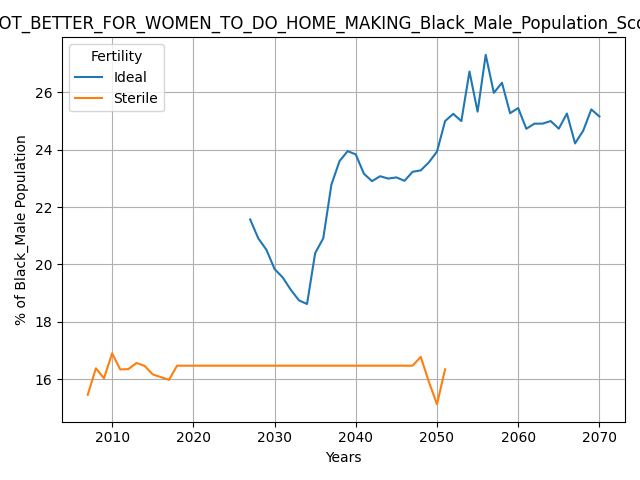 OT_BETTER_FOR_WOMEN_TO_DO_HOME_MAKING_Black_Male_Population_Sco
Fertility
Ideal
Sterile
% of Black_Male Population
26
24
22
20
18
16
2010 2020 2030 2040 2050 2060 2070
Years